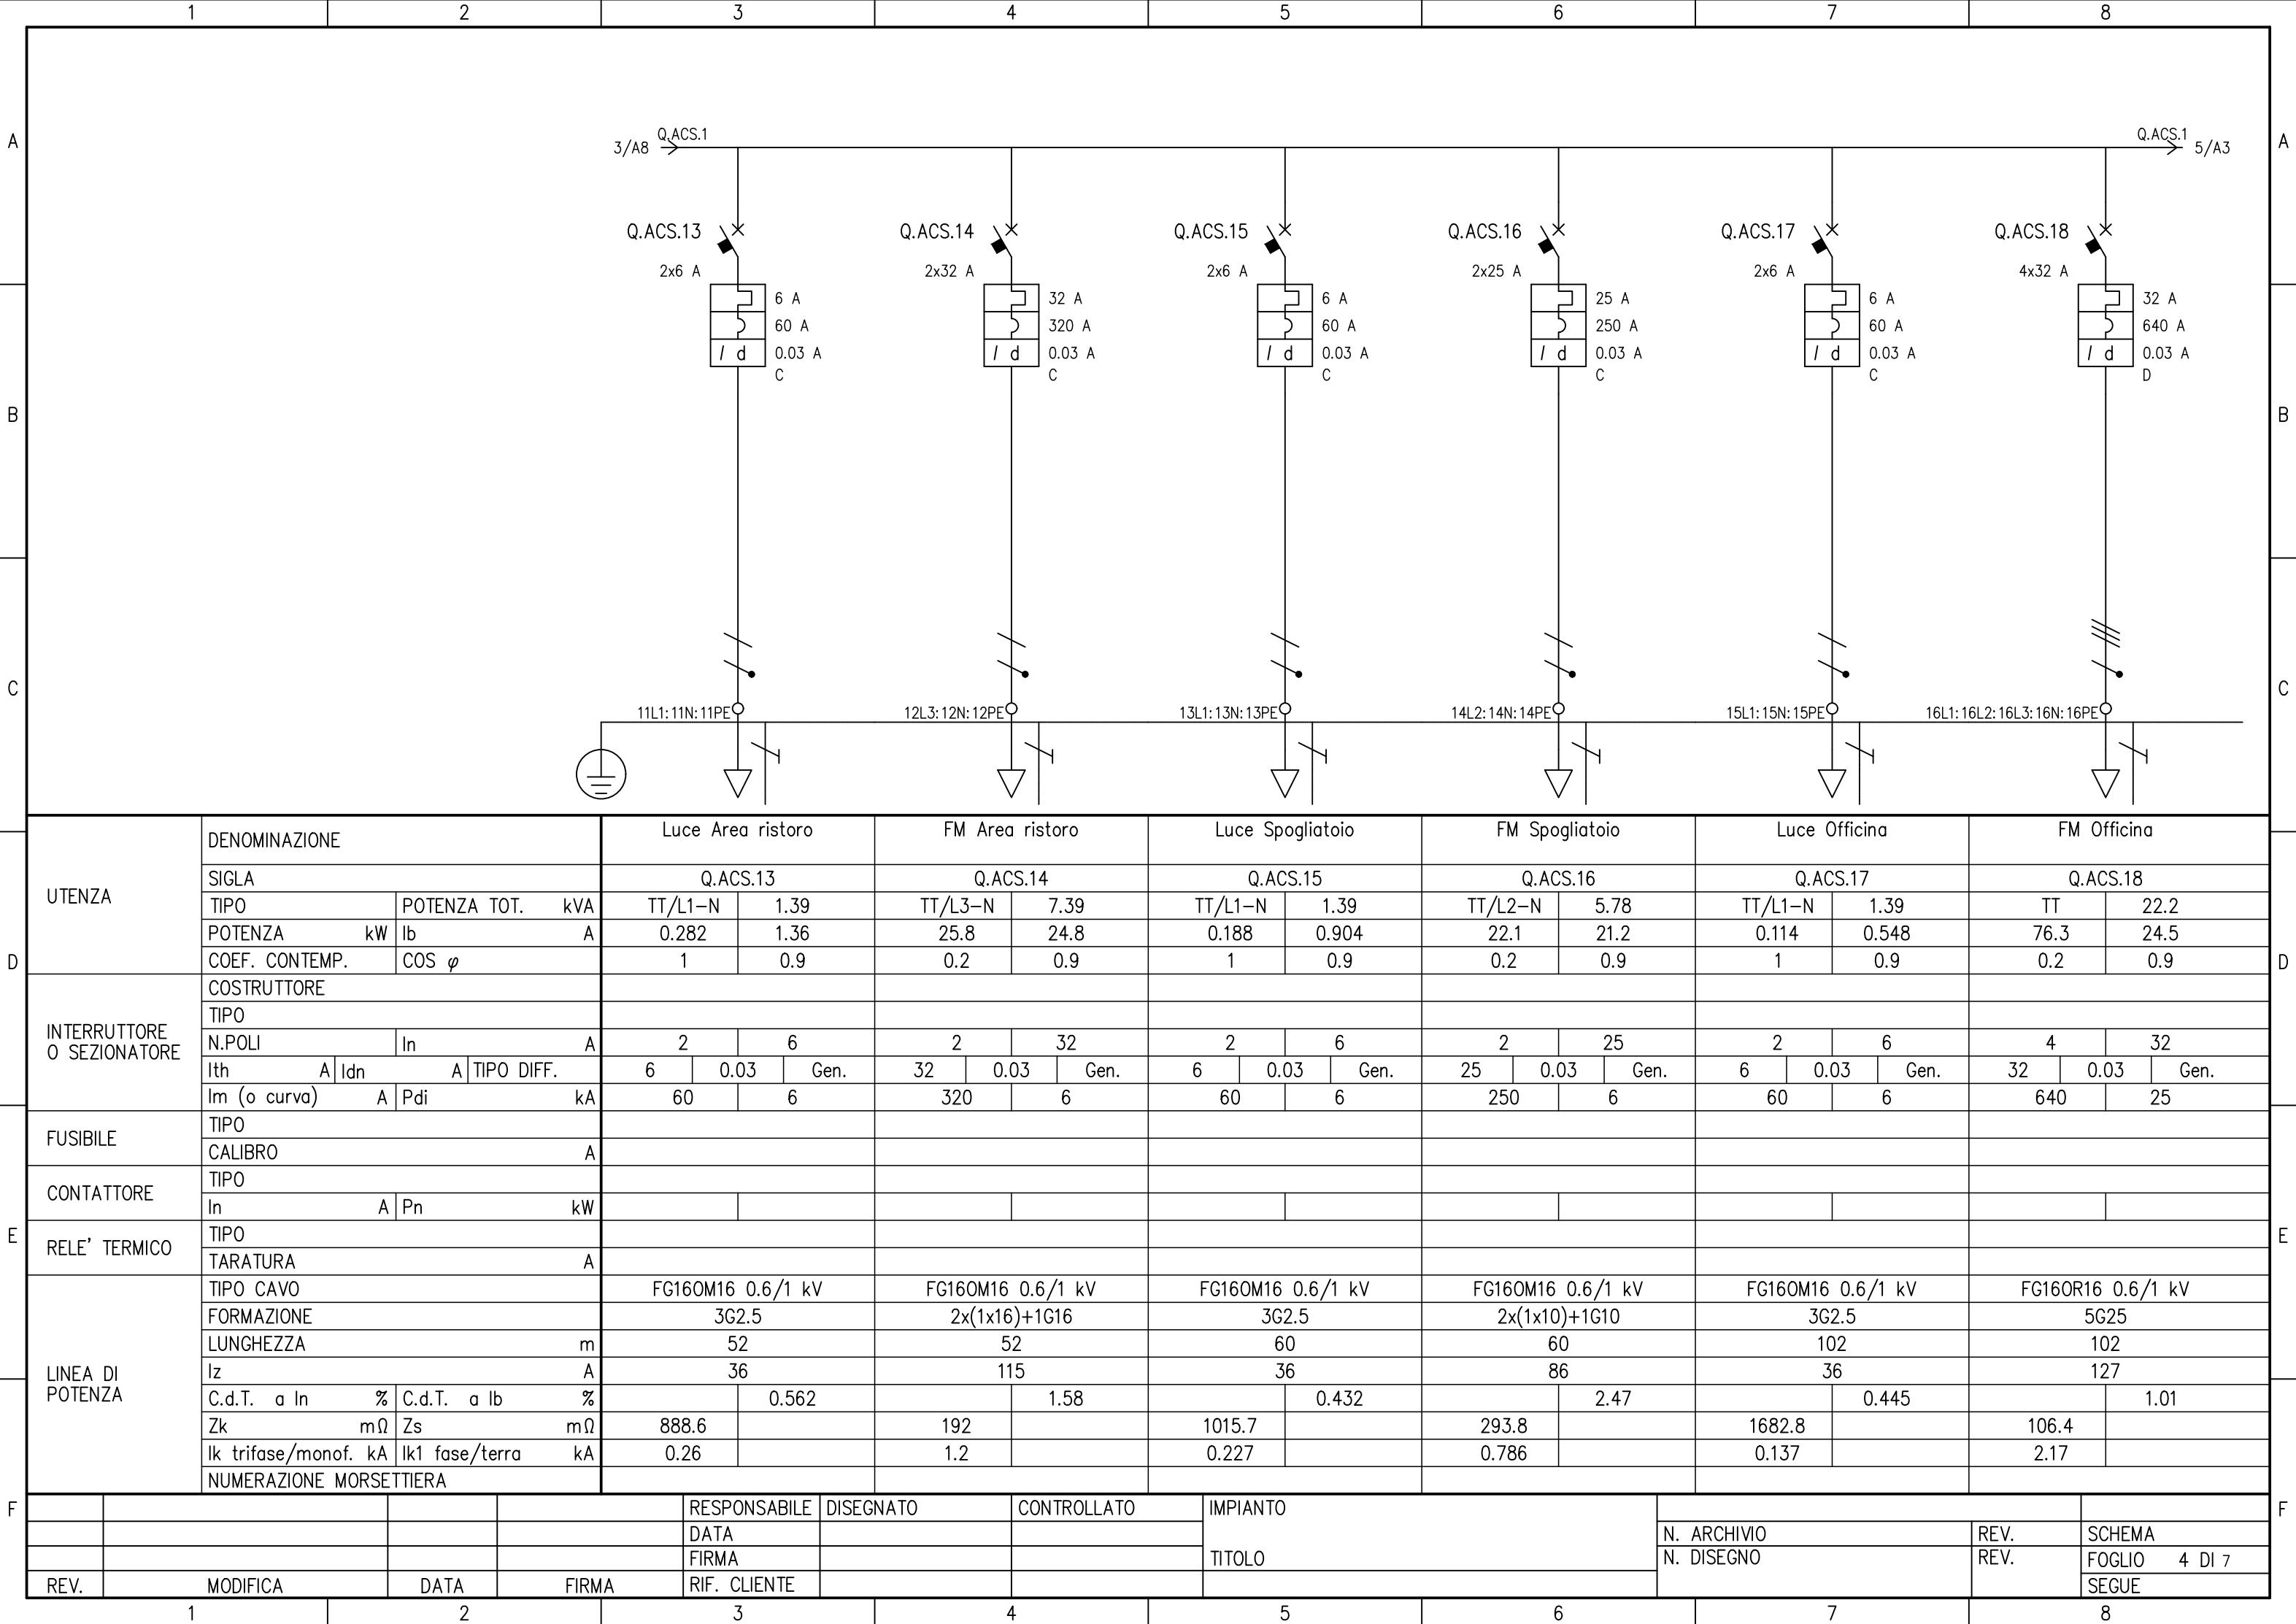 1 2 3 4 5 6 7 8
A A
Q.ACS.1 Q.ACS.1
3/A8 5/A3
Q.ACS.13 Q.ACS.14 Q.ACS.15 Q.ACS.16 Q.ACS.17 Q.ACS.18
2x6 A 2x32 A 2x6 A 2x25 A 2x6 A 4x32 A
6 A 32 A 6 A 25 A 6 A 32 A
60 A 320 A 60 A 250 A 60 A 640 A
I d 0.03 A I d 0.03 A I d 0.03 A I d 0.03 A I d 0.03 A I d 0.03 A
C C C C C D
B B
C C
11L1:11N:11PE 12L3:12N:12PE 13L1:13N:13PE 14L2:14N:14PE 15L1:15N:15PE 16L1:16L2:16L3:16N:16PE
UTENZA
DENOMINAZIONE Luce Area ristoro FM Area ristoro Luce Spogliatoio FM Spogliatoio Luce Officina FM Officina
SIGLA Q.ACS.13 Q.ACS.14 Q.ACS.15 Q.ACS.16 Q.ACS.17 Q.ACS.18
TIPO POTENZA TOT. kVA TT/L1-N 1.39 TT/L3-N 7.39 TT/L1-N 1.39 TT/L2-N 5.78 TT/L1-N 1.39 TT 22.2
POTENZA kW Ib A 0.282 1.36 25.8 24.8 0.188 0.904 22.1 21.2 0.114 0.548 76.3 24.5
D COEF. CONTEMP. COS φ 1 0.9 0.2 0.9 1 0.9 0.2 0.9 1 0.9 0.2 0.9 D
INTERRUTTORE
O SEZIONATORE
COSTRUTTORE
TIPO
N.POLI In A 2 6 2 32 2 6 2 25 2 6 4 32
Ith A Idn A TIPO DIFF. 6 0.03 Gen. 32 0.03 Gen. 6 0.03 Gen. 25 0.03 Gen. 6 0.03 Gen. 32 0.03 Gen.
Im (o curva) A Pdi kA 60 6 320 6 60 6 250 6 60 6 640 25
FUSIBILE
TIPO
CALIBRO A
CONTATTORE
TIPO
In A Pn kW
E RELE' TERMICO E
TIPO
TARATURA A
LINEA DI
POTENZA
TIPO CAVO FG16OM16 0.6/1 kV FG16OM16 0.6/1 kV FG16OM16 0.6/1 kV FG16OM16 0.6/1 kV FG16OM16 0.6/1 kV FG16OR16 0.6/1 kV
FORMAZIONE 3G2.5 2x(1x16)+1G16 3G2.5 2x(1x10)+1G10 3G2.5 5G25
LUNGHEZZA m 52 52 60 60 102 102
Iz A 36 115 36 86 36 127
C.d.T. a In % C.d.T. a Ib % 0.562 1.58 0.432 2.47 0.445 1.01
Zk mΩ Zs mΩ 888.6 192 1015.7 293.8 1682.8 106.4
Ik trifase/monof. kA Ik1 fase/terra kA 0.26 1.2 0.227 0.786 0.137 2.17
NUMERAZIONE MORSETTIERA
F RESPONSABILE DISEGNATO CONTROLLATO IMPIANTO F
DATA N. ARCHIVIO REV. SCHEMA
FIRMA TITOLO N. DISEGNO REV. FOGLIO 4 DI 7
REV. MODIFICA DATA FIRMA RIF. CLIENTE SEGUE
1 2 3 4 5 6 7 8